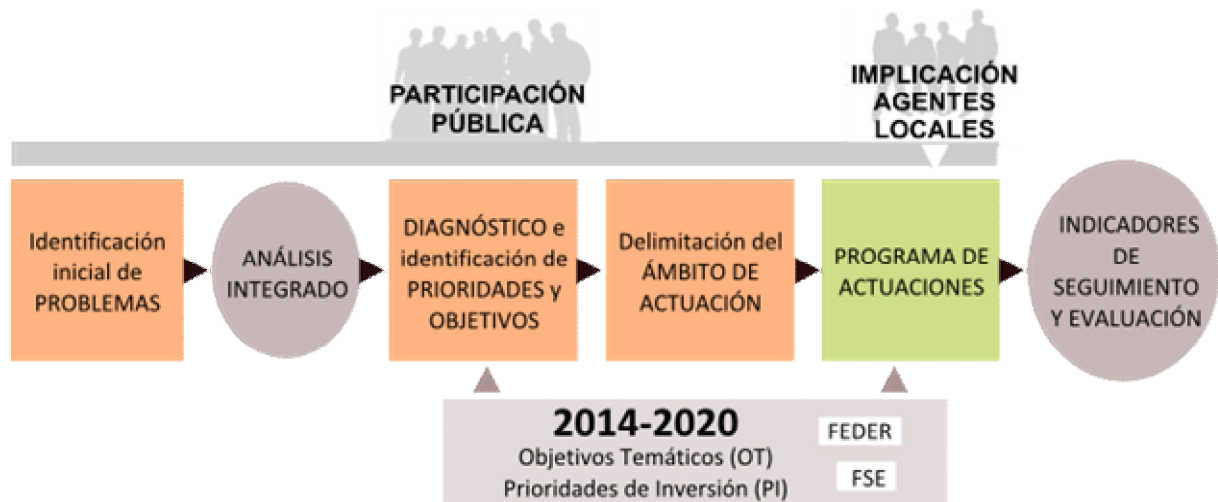 PARTICIPACIÓN
PÚBLICA
IMPLICACIÓN
AGENTES
LOCALES
Identificación
inicial de
PROBLEMAS
ANÁLISIS
INTEGRADO
DIAGNÓSTICO e
identificación de
PRIORIDADES y
OBJETIVOS
Delimitación del
ÁMBITO DE
ACTUACIÓN
PROGRAMA DE
ACTUACIONES
INDICADORES
DE
SEGUIMIENTO
Y EVALUACIÓN
2014-2020
Objetivos Temáticos (OT)
Prioridades de Inversión (PI)
FEDER
FSE